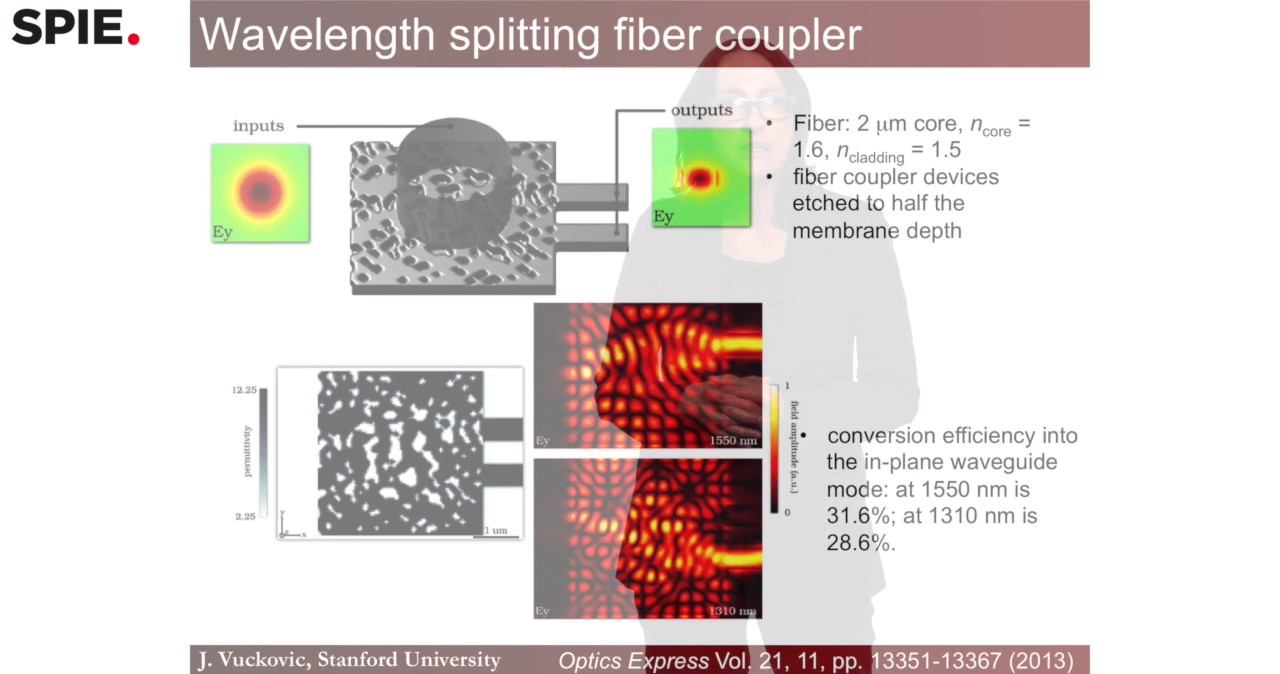 SPIE.
Wavelength splitting fiber coupler
inputs
outputs
Ey
Ey
• Fiber: 2 μm core, ncore =
1.6, ncladding = 1.5
• fiber coupler devices
etched to half the
membrane depth
12.25
permittivity
2.25
y
z
x
1 um
Ey
1550 nm
Ey
1310 nm
1
field amplitude (a.u.)
0
• conversion efficiency into
the in-plane waveguide
mode: at 1550 nm is
31.6%; at 1310 nm is
28.6%.
J. Vuckovic, Stanford University
Optics Express Vol. 21, 11, pp. 13351-13367 (2013)